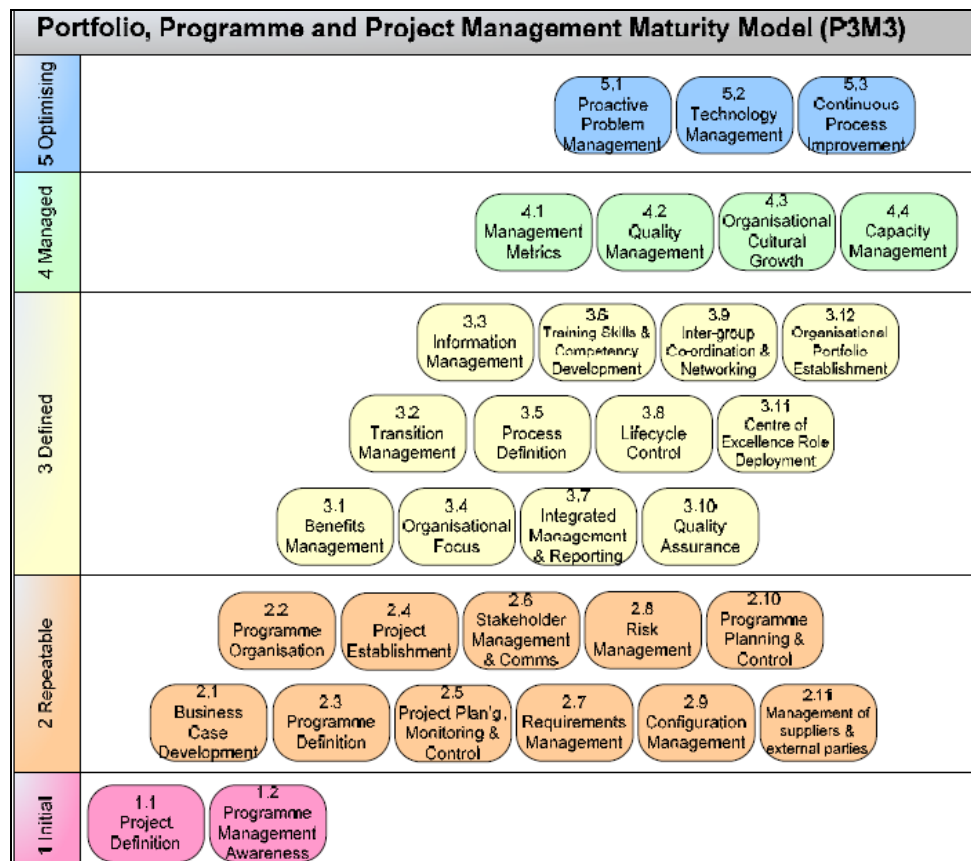 Portfolio, Programme and Project Management Maturity Model (P3M3)
5 Optimising
5.1
Proactive
Problem
Management
5.2
Technology
Management
5.3
Continuous
Process
Improvement
4 Managed
4.1
Management
Metrics
4.2
Quality
Management
4.3
Organisational
Cultural
Growth
4.4
Capacity
Management
3 Defined
3.3
Information
Management
3.6
Training Skills &
Competency
Development
3.9
Inter-group
Co-ordination &
Networking
3.12
Organisational
Portfolio
Establishment
3.2
Transition
Management
3.5
Process
Definition
3.8
Lifecycle
Control
3.11
Centre of
Excellence Role
Deployment
3.1
Benefits
Management
3.4
Organisational
Focus
3.7
Integrated
Management
& Reporting
3.10
Quality
Assurance
2 Repeatable
2.2
Programme
Organisation
2.4
Project
Establishment
2.6
Stakeholder
Management
& Comms
2.8
Risk
Management
2.10
Programme
Planning &
Control
2.1
Business
Case
Development
2.3
Programme
Definition
2.5
Project Plan'g,
Monitoring &
Control
2.7
Requirements
Management
2.9
Configuration
Management
2.11
Management of
suppliers &
external parties
1 Initial
1.1
Project
Definition
1.2
Programme
Management
Awareness